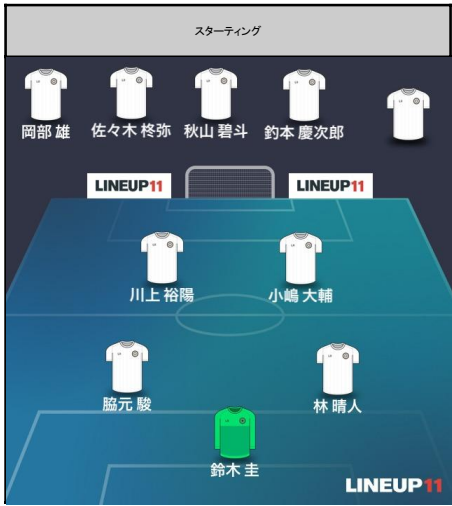 スターティング
岡部 雄
佐々木 柊弥
秋山 碧斗
釣本 慶次郎
LINEUP11
LINEUP11
川上 裕陽
小嶋 大輔
脇元 駿
林 晴人
鈴木 圭
LINEUP11